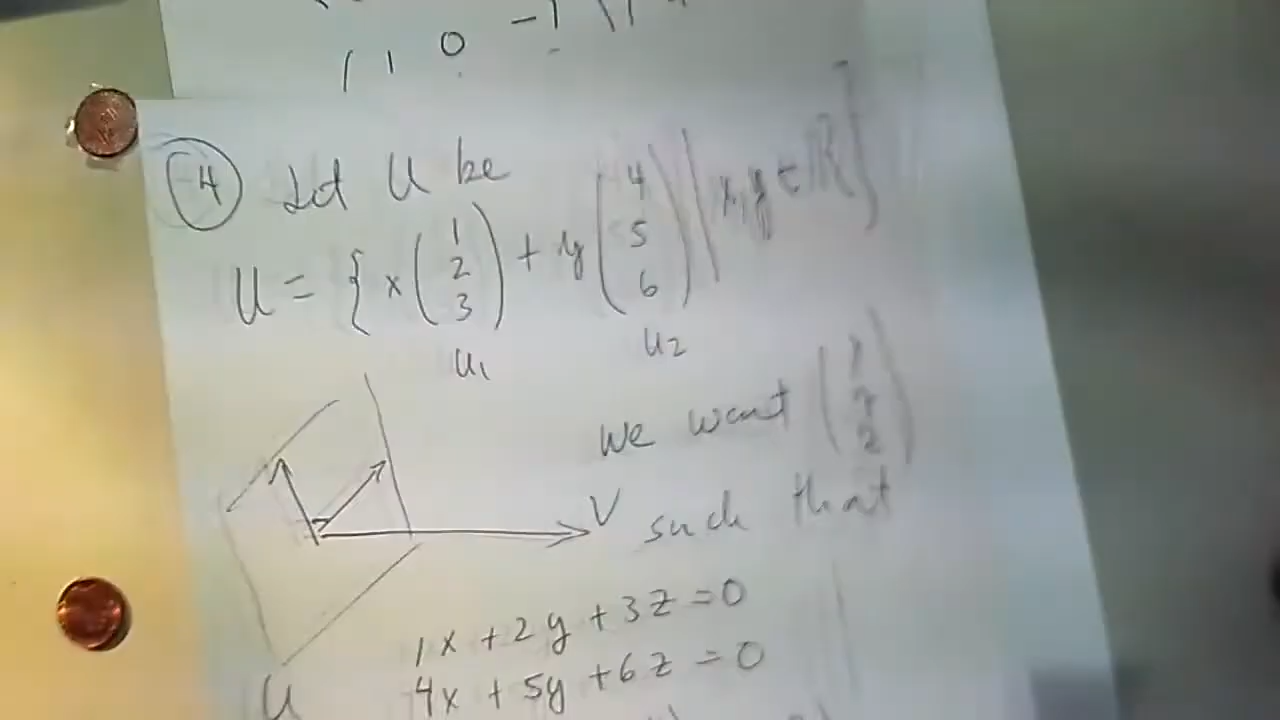 1 1 0 -1
④ Let U be
U = { x (1 2 3) + y (4 5 6) | x, y ∈ ℝ }
u₁ u₂
We want
V such that
1x + 2y + 3z = 0
4x + 5y + 6z = 0
U